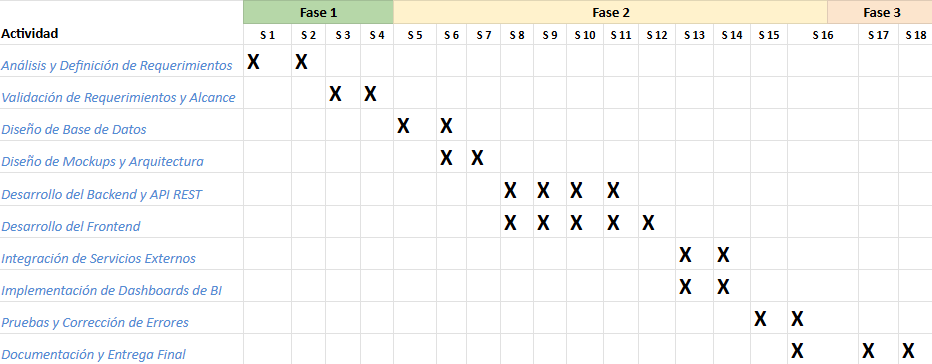 Fase 1 Fase 2 Fase 3
Actividad S 1 S 2 S 3 S 4 S 5 S 6 S 7 S 8 S 9 S 10 S 11 S 12 S 13 S 14 S 15 S 16 S 17 S 18
Análisis y Definición de Requerimientos X X
Validación de Requerimientos y Alcance X X
Diseño de Base de Datos X X
Diseño de Mockups y Arquitectura X X
Desarrollo del Backend y API REST X X X X
Desarrollo del Frontend X X X X X
Integración de Servicios Externos X X
Implementación de Dashboards de BI X X
Pruebas y Corrección de Errores X X
Documentación y Entrega Final X X X